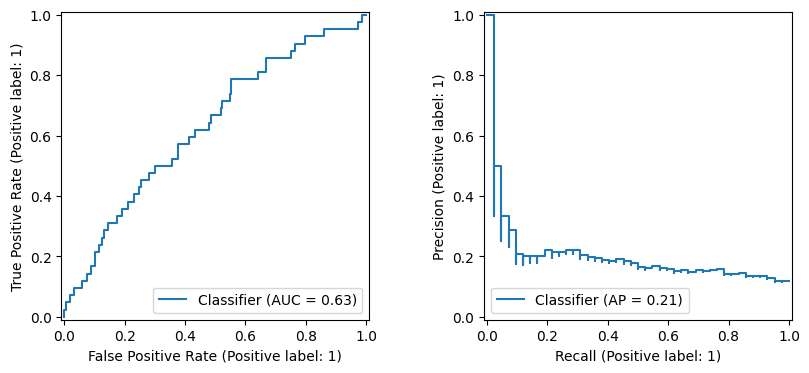 True Positive Rate (Positive label: 1)
1.0
0.8
0.6
0.4
0.2
0.0
0.0 0.2 0.4 0.6 0.8 1.0
False Positive Rate (Positive label: 1)
Classifier (AUC = 0.63)
Precision (Positive label: 1)
1.0
0.8
0.6
0.4
0.2
0.0
0.0 0.2 0.4 0.6 0.8 1.0
Recall (Positive label: 1)
Classifier (AP = 0.21)